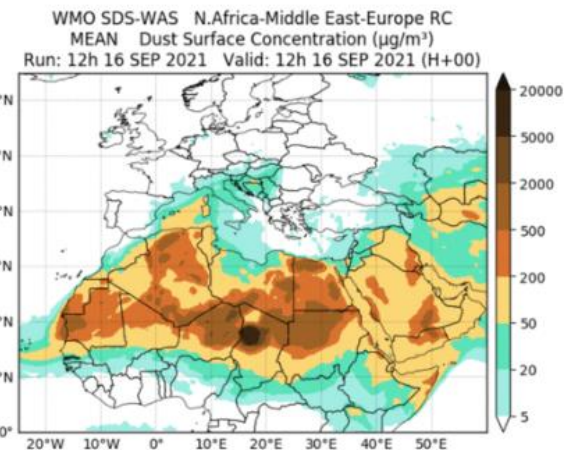 WMO SDS-WAS N.Africa-Middle East-Europe RC
MEAN Dust Surface Concentration (µg/m³)
Run: 12h 16 SEP 2021 Valid: 12h 16 SEP 2021 (H+00)
20000
5000
2000
500
200
50
20
5
°N
°N
°N
°N
°N
°N
0°
20°W 10°W 0° 10°E 20°E 30°E 40°E 50°E